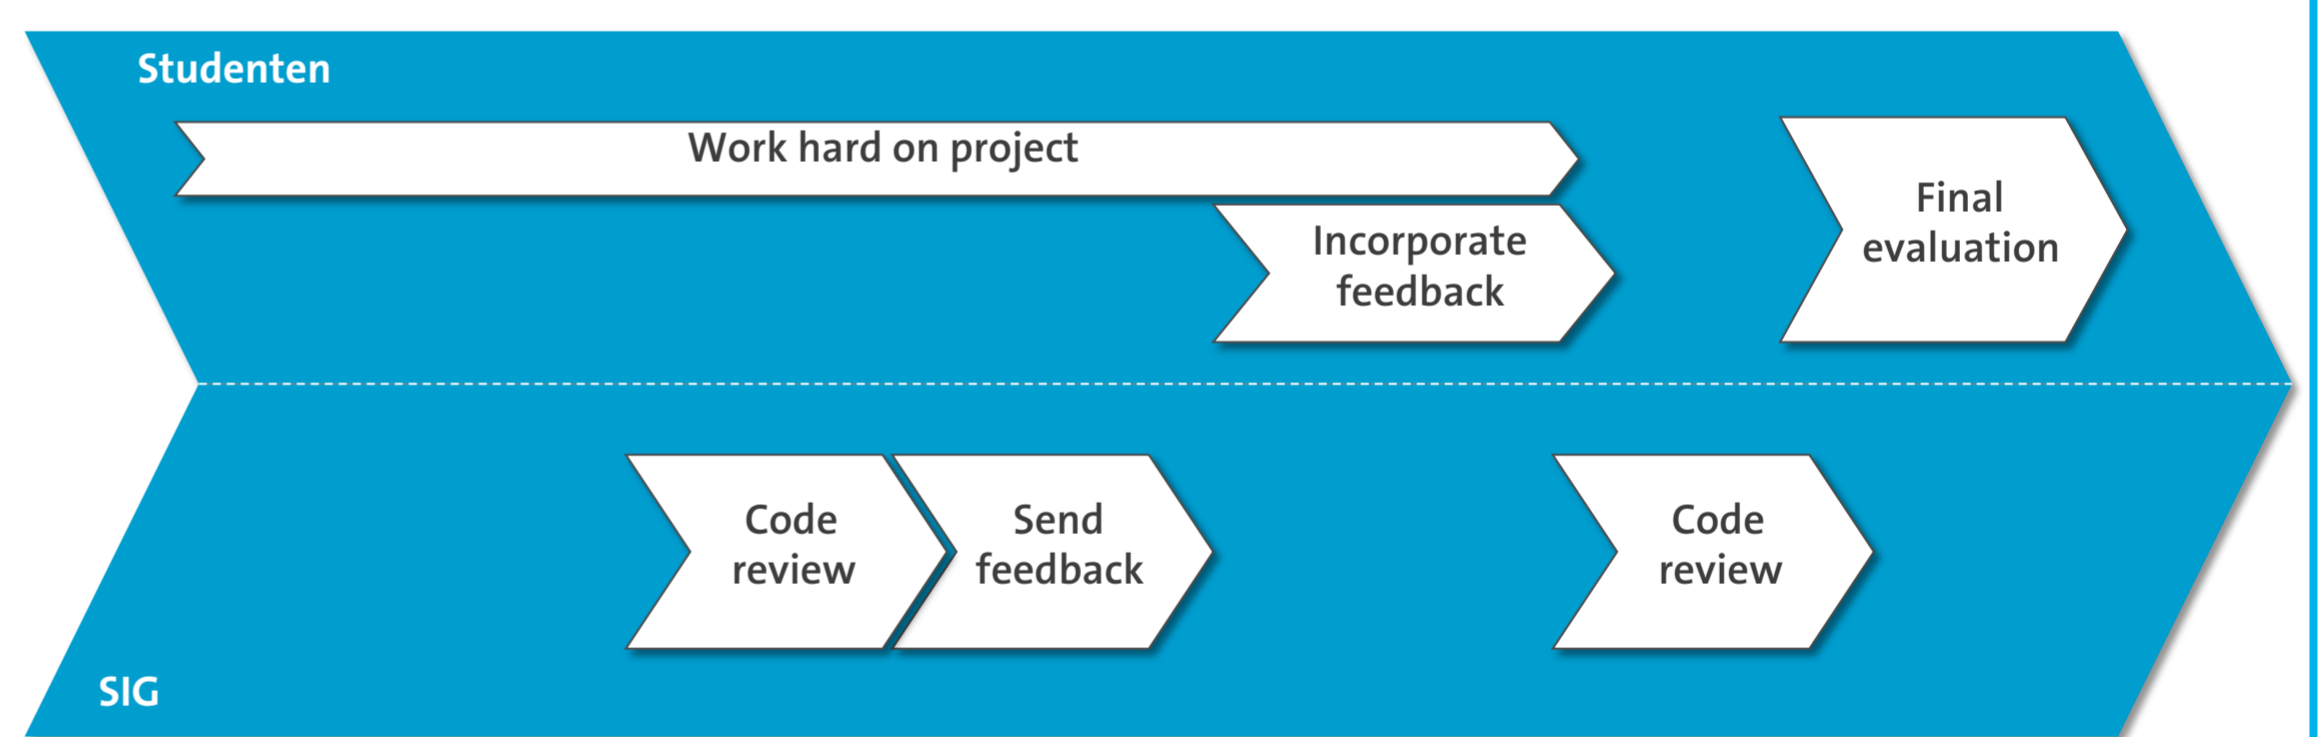 Studenten
Work hard on project
Incorporate
feedback
Final
evaluation
Code
review
Send
feedback
Code
review
SIG